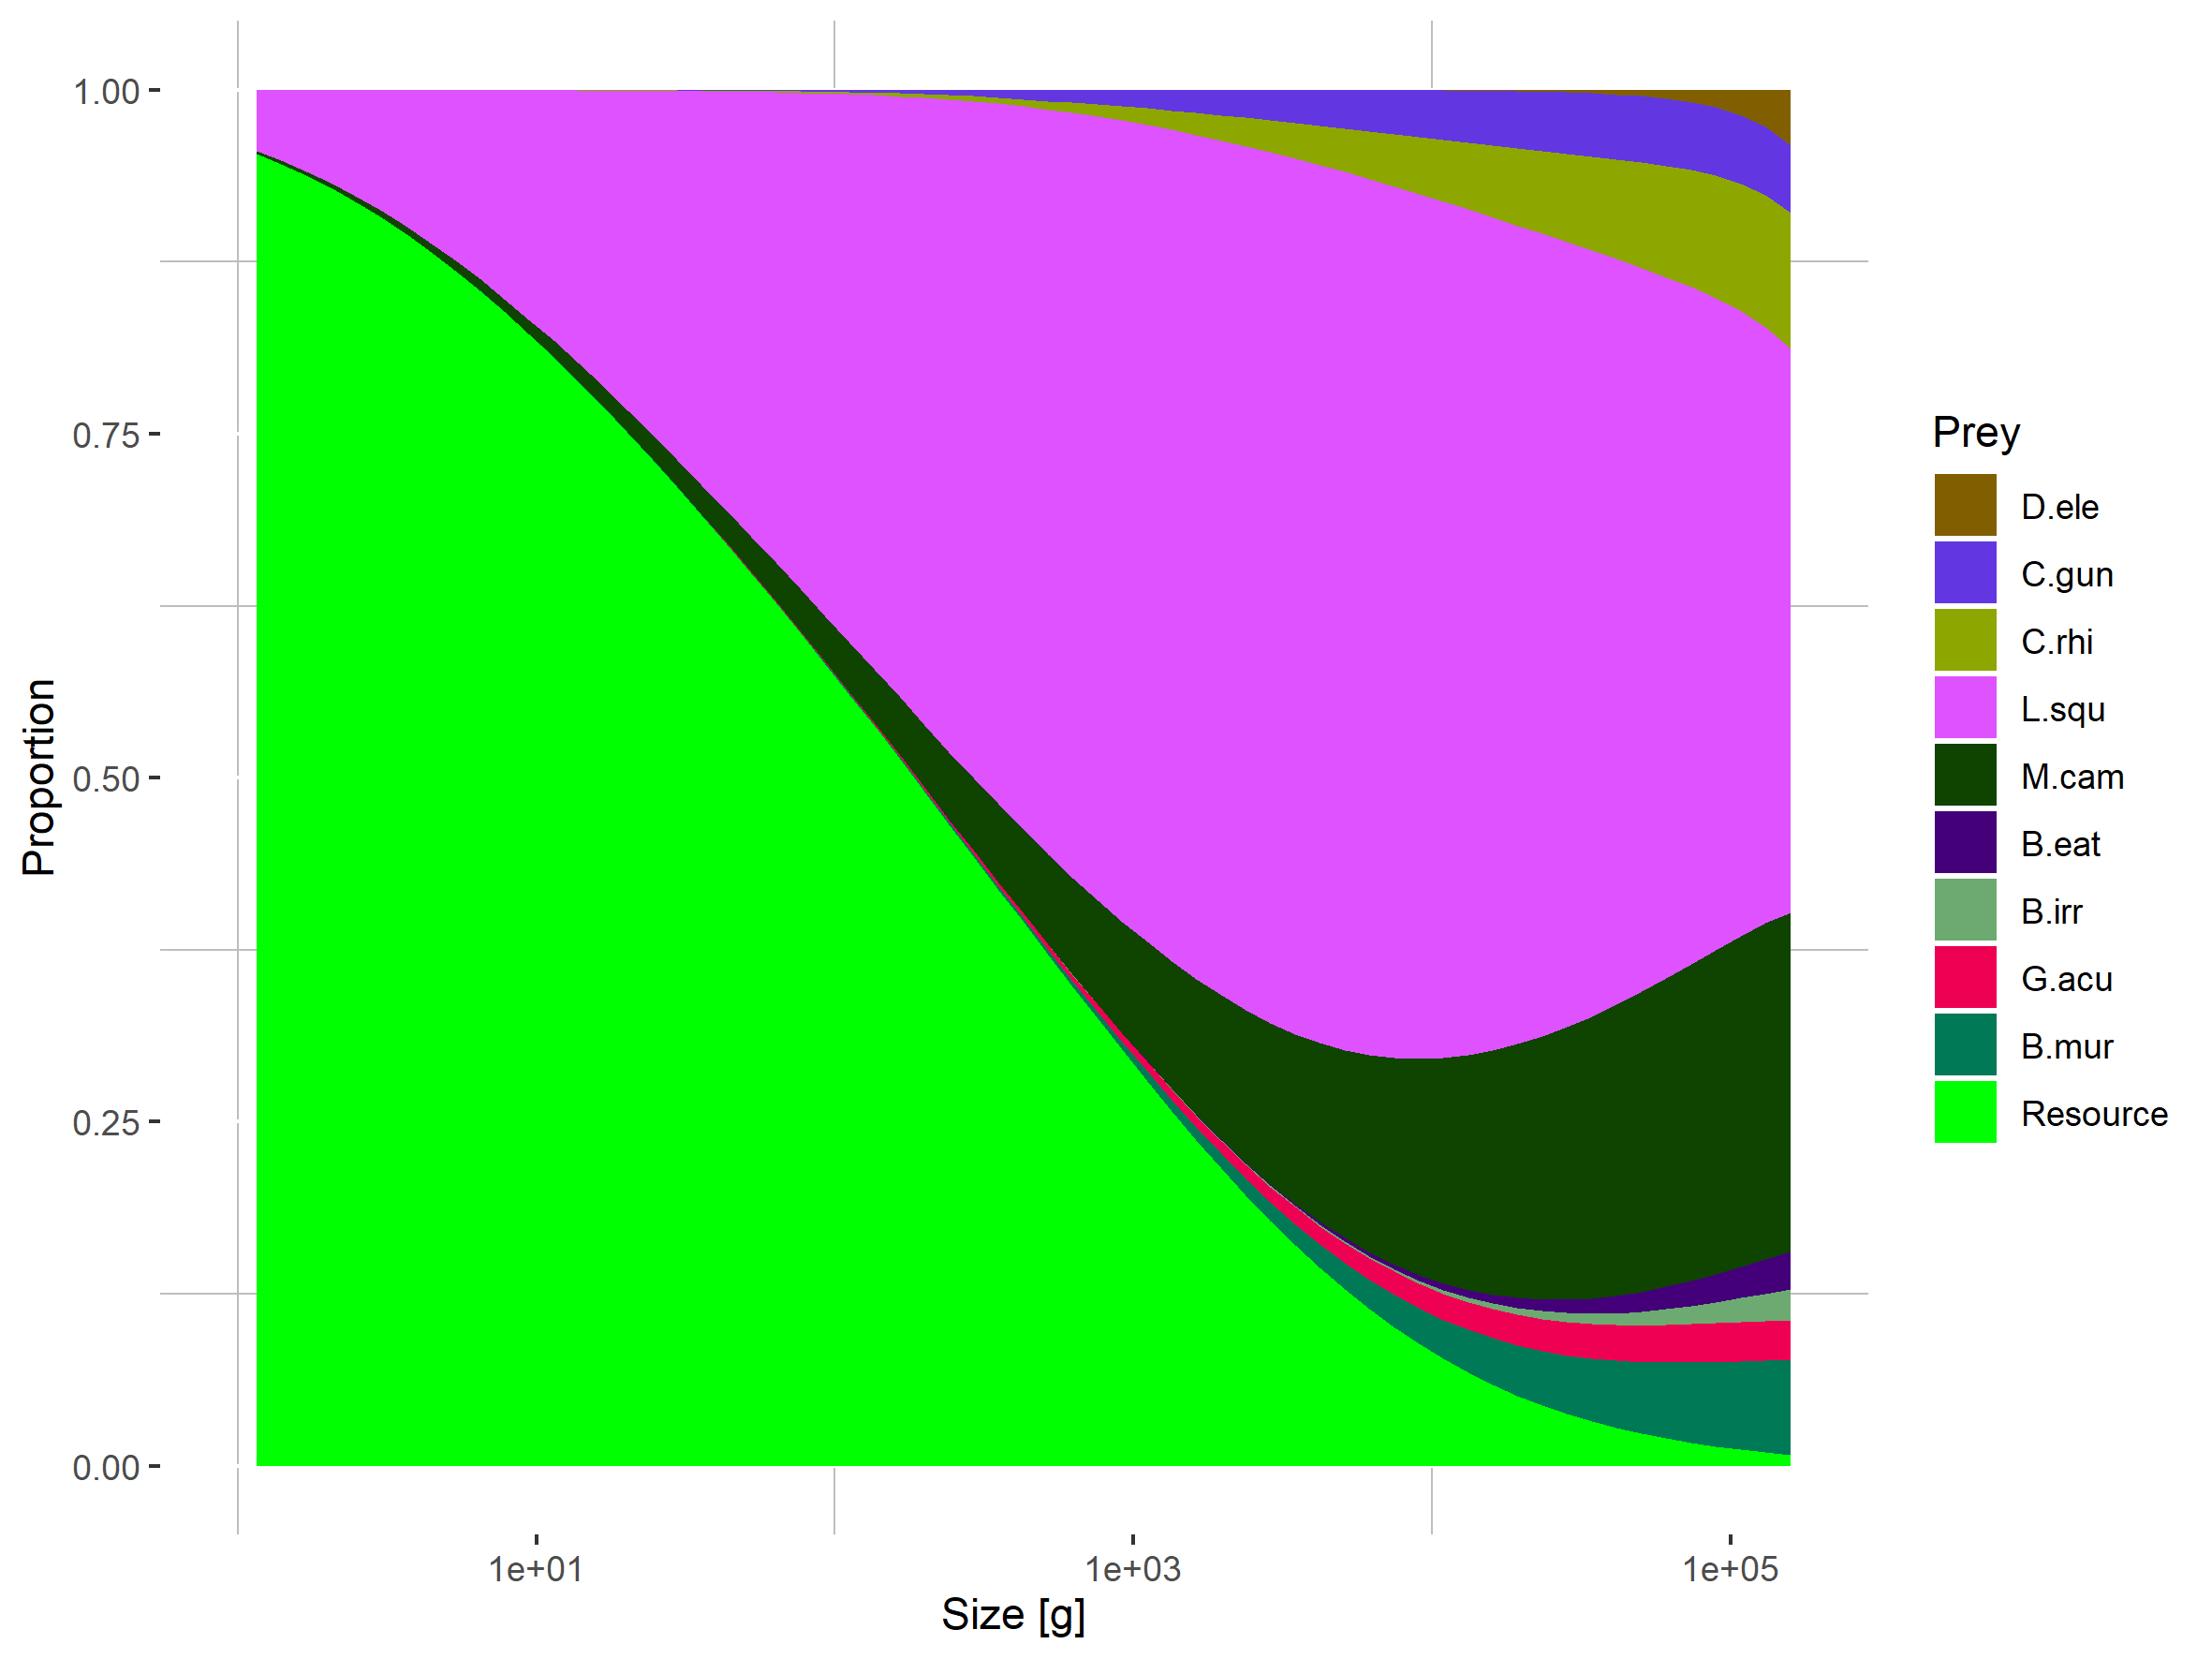 1.00
0.75
0.50
0.25
0.00
Proportion
1e+01
1e+03
1e+05
Size [g]
Prey
D.ele
C.gun
C.rhi
L.squ
M.cam
B.eat
B.irr
G.acu
B.mur
Resource